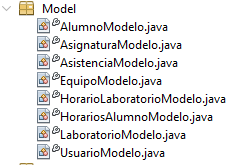 Model
AlumnoModelo.java
AsignaturaModelo.java
AsistenciaModelo.java
EquipoModelo.java
HorarioLaboratorioModelo.java
HorariosAlumnoModelo.java
LaboratorioModelo.java
UsuarioModelo.java